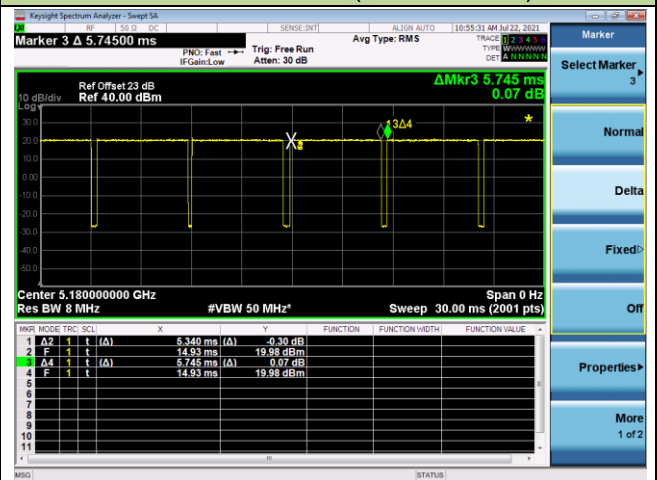 Keysight Spectrum Analyzer - Swept SA
RF 50 Ω DC SENSE:INT ALIGN AUTO 10:55:31 AM Jul 22, 2021
Marker 3 Δ 5.74500 ms
PNO: Fast
IFGain:Low
Trig: Free Run
Atten: 30 dB
Avg Type: RMS
TRACE 1 2 3 4 5 6
TYPE WWWWWW
DET A N N N N N
ΔMkr3 5.745 ms
0.07 dB
Ref Offset 23 dB
10 dB/div Ref 40.00 dBm
Log
30.0
20.0
10.0
0.00
-10.0
-20.0
-30.0
-40.0
-50.0
3Δ4
Center 5.180000000 GHz Span 0 Hz
Res BW 8 MHz #VBW 50 MHz* Sweep 30.00 ms (2001 pts)
MKR MODE TRC SCL X Y FUNCTION FUNCTION WIDTH FUNCTION VALUE
1 Δ2 1 t (Δ) 5.340 ms (Δ) -0.30 dB
2 F 1 t 14.93 ms 19.98 dBm
3 Δ4 1 t (Δ) 5.745 ms (Δ) 0.07 dB
4 F 1 t 14.93 ms 19.98 dBm
5
6
7
8
9
10
11
MSG STATUS
Marker
Select Marker
3
Normal
Delta
Fixed
Off
Properties
More
1 of 2